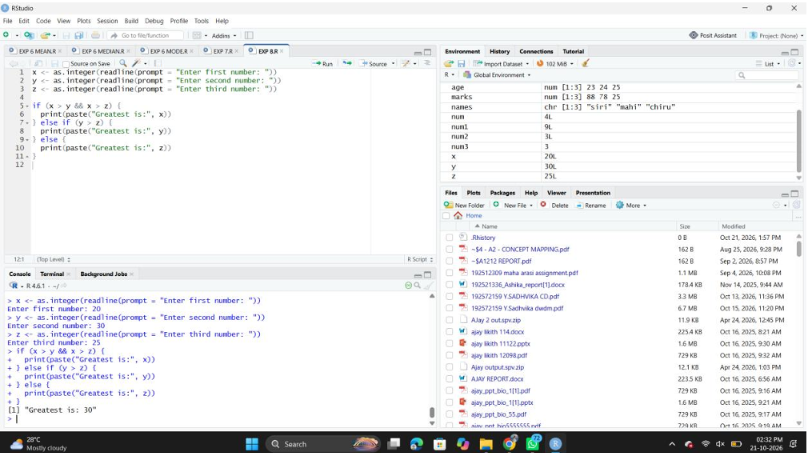 RStudio
File Edit Code View Plots Session Build Debug Profile Tools Help
Go to file/function Addins Posit Assistant Project: (None)
EXP 6 MEAN.R EXP 6 MEDIAN.R EXP 6 MODE.R EXP 7.R EXP 8.R
Source on Save Run Source
1 x <- as.integer(readline(prompt = "Enter first number: "))
2 y <- as.integer(readline(prompt = "Enter second number: "))
3 z <- as.integer(readline(prompt = "Enter third number: "))
4
5 if (x > y && x > z) {
6 print(paste("Greatest is:", x))
7 } else if (y > z) {
8 print(paste("Greatest is:", y))
9 } else {
10 print(paste("Greatest is:", z))
11 }
12
12:1 (Top Level) R Script
Console Terminal Background Jobs
R - R 4.6.1 · ~/
> x <- as.integer(readline(prompt = "Enter first number: "))
Enter first number: 20
> y <- as.integer(readline(prompt = "Enter second number: "))
Enter second number: 30
> z <- as.integer(readline(prompt = "Enter third number: "))
Enter third number: 25
> if (x > y && x > z) {
+ print(paste("Greatest is:", x))
+ } else if (y > z) {
+ print(paste("Greatest is:", y))
+ } else {
+ print(paste("Greatest is:", z))
+ }
[1] "Greatest is: 30"
>
Environment History Connections Tutorial
Import Dataset 102 MiB List
R Global Environment
age num [1:3] 23 24 25
marks num [1:3] 88 78 25
names chr [1:3] "siri" "mahi" "chiru"
num 4L
num1 9L
num2 3L
num3 3
x 20L
y 30L
z 25L
Files Plots Packages Help Viewer Presentation
New Folder New File Delete Rename More
Home
Name Size Modified
.Rhistory 0 B Oct 21, 2026, 1:57 PM
~$4 - A2 - CONCEPT MAPPING.pdf 162 B Aug 25, 2026, 9:28 PM
~$A1212 REPORT.pdf 162 B Sep 2, 2026, 8:57 PM
192512309 maha arasi assignment.pdf 1.1 MB Sep 4, 2026, 10:08 PM
192521336_Ashika_report[1].docx 178.4 KB Nov 14, 2025, 9:44 AM
192572159 Y.SADHVIKA CD.pdf 3.3 MB Oct 13, 2026, 11:36 PM
192572159 Y.Sadhvika dwdm.pdf 6.7 MB Oct 15, 2026, 11:20 PM
AJay 2 out.spv.zip 11.9 KB Apr 24, 2026, 12:45 PM
ajay likith 114.docx 225.4 KB Oct 16, 2025, 8:21 AM
ajay likith 11122.pptx 1.6 MB Oct 16, 2025, 9:30 AM
ajay likith 12098.pdf 729 KB Oct 16, 2025, 9:32 AM
Ajay output.spv.zip 12.1 KB Apr 24, 2026, 1:03 PM
AJAY REPORT.docx 223.5 KB Oct 16, 2025, 6:56 AM
ajay_ppt_bio_1[1].pdf 729 KB Oct 16, 2025, 9:16 AM
ajay_ppt_bio_1[1].pptx 1.6 MB Oct 16, 2025, 9:21 AM
ajay_ppt_bio_55.pdf 729 KB Oct 16, 2025, 9:17 AM
28°C
Mostly cloudy
Search
02:32 PM
21-10-2026